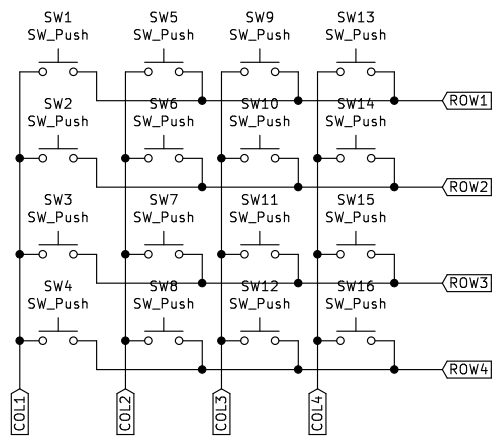 SW1 SW5 SW9 SW13
SW_Push SW_Push SW_Push SW_Push
ROW1
SW2 SW6 SW10 SW14
SW_Push SW_Push SW_Push SW_Push
ROW2
SW3 SW7 SW11 SW15
SW_Push SW_Push SW_Push SW_Push
ROW3
SW4 SW8 SW12 SW16
SW_Push SW_Push SW_Push SW_Push
ROW4
COL1 COL2 COL3 COL4